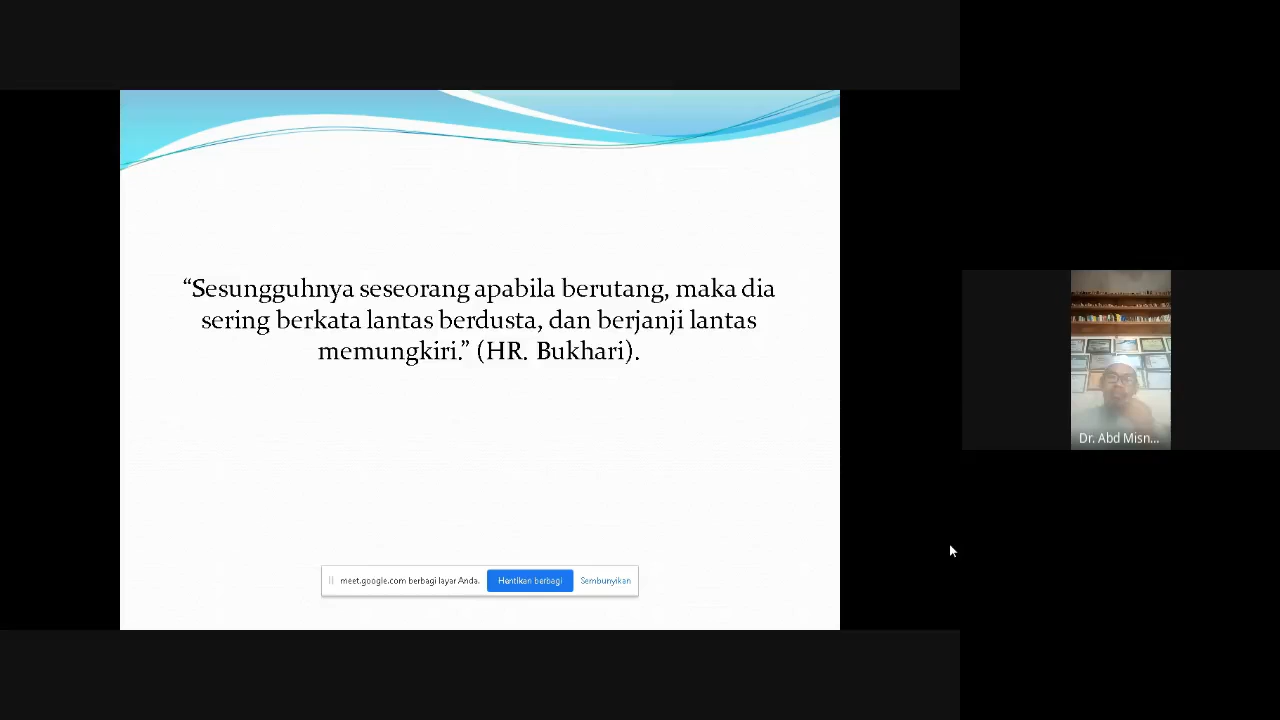 “Sesungguhnya seseorang apabila berutang, maka dia
sering berkata lantas berdusta, dan berjanji lantas
memungkiri.” (HR. Bukhari).
meet.google.com berbagi layar Anda.
Hentikan berbagi
Sembunyikan
Dr. Abd Misn...